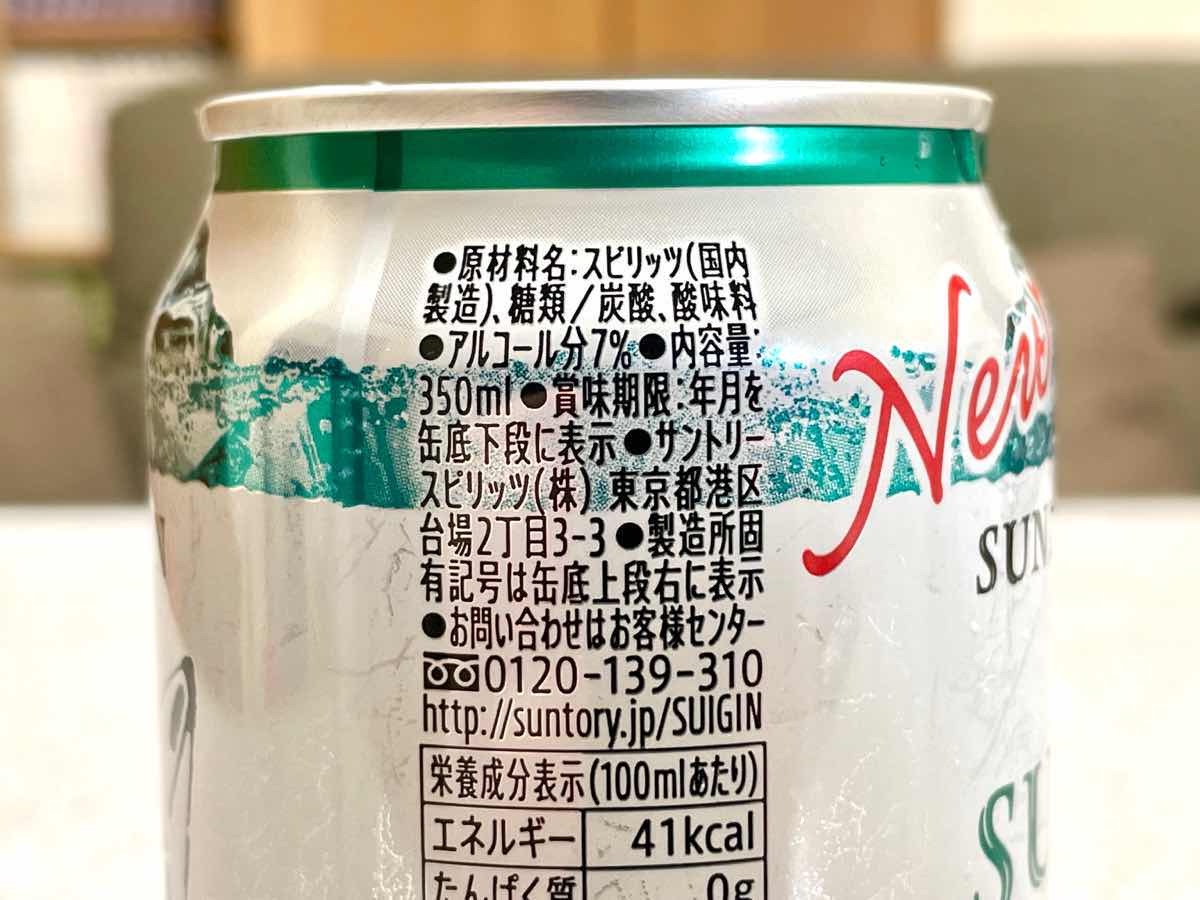 ●原材料名:スピリッツ(国内
製造)、糖類／炭酸、酸味料
●アルコール分7% ●内容量:
350ml ●賞味期限:年月を
缶底下段に表示 ●サントリー
スピリッツ(株) 東京都港区
台場2丁目3-3 ●製造所固
有記号は缶底上段右に表示
●お問い合わせはお客様センター
0120-139-310
http://suntory.jp/SUIGIN
栄養成分表示(100mlあたり)
エネルギー 41kcal
たんぱく質 0g
SUN
SU